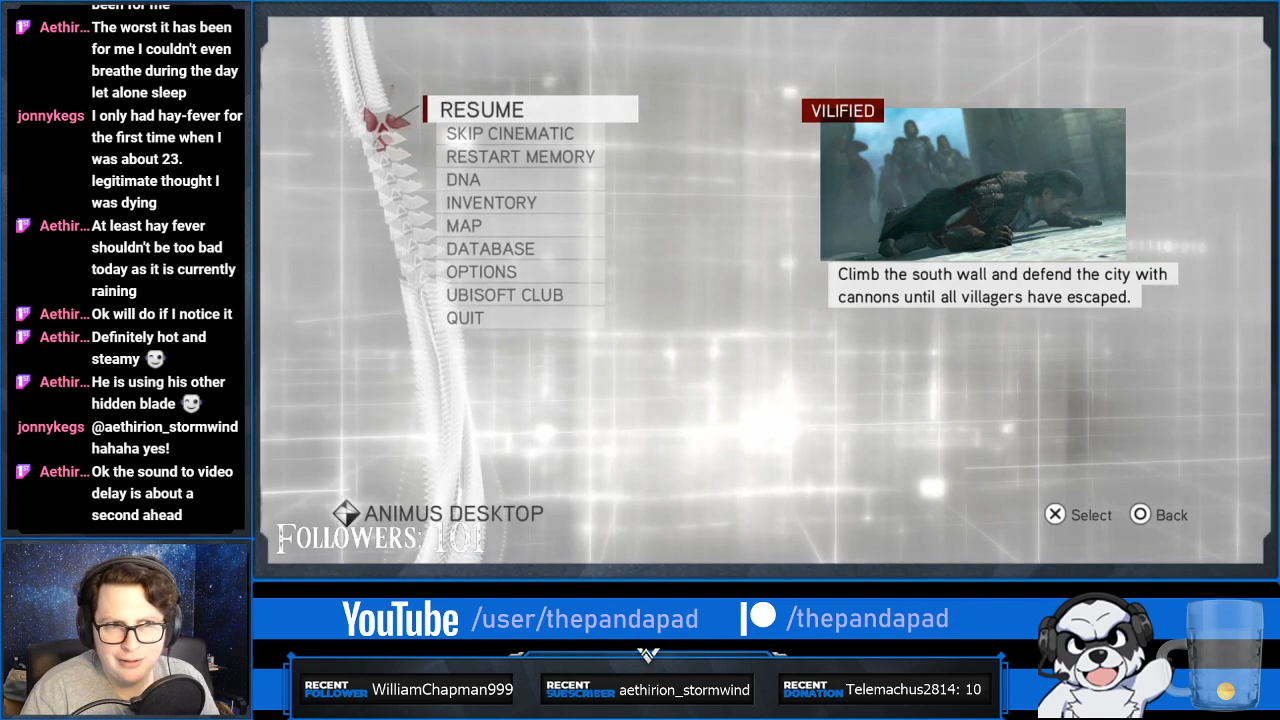 been for me
Aethir... The worst it has been
for me I couldn't even
breathe during the day
let alone sleep
jonnykegs I only had hay-fever for
the first time when I
was about 23.
legitimate thought I
was dying
Aethir... At least hay fever
shouldn't be too bad
today as it is currently
raining
Aethir... Ok will do if I notice it
Aethir... Definitely hot and
steamy
Aethir... He is using his other
hidden blade
jonnykegs @aethirion_stormwind
hahaha yes!
Aethir... Ok the sound to video
delay is about a
second ahead
RESUME
SKIP CINEMATIC
RESTART MEMORY
DNA
INVENTORY
MAP
DATABASE
OPTIONS
UBISOFT CLUB
QUIT
VILIFIED
Climb the south wall and defend the city with
cannons until all villagers have escaped.
ANIMUS DESKTOP
FOLLOWERS: 101
Select Back
YouTube /user/thepandapad /thepandapad
RECENT FOLLOWER WilliamChapman999
RECENT SUBSCRIBER aethirion_stormwind
RECENT DONATION Telemachus2814: 10